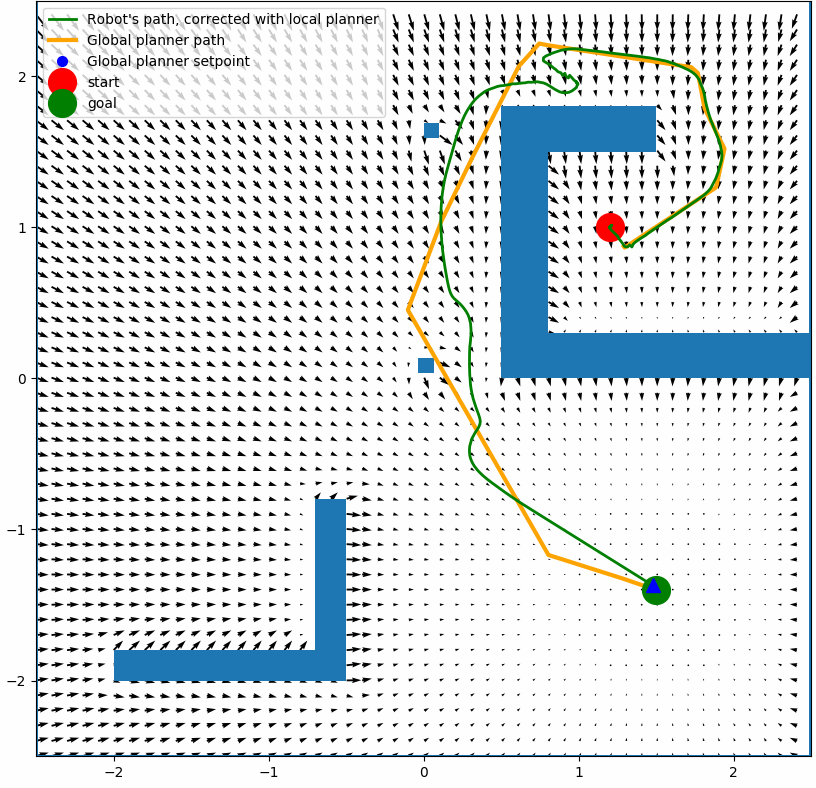 Robot's path, corrected with local planner
Global planner path
Global planner setpoint
start
goal
2
1
0
−1
−2
−2
−1
0
1
2